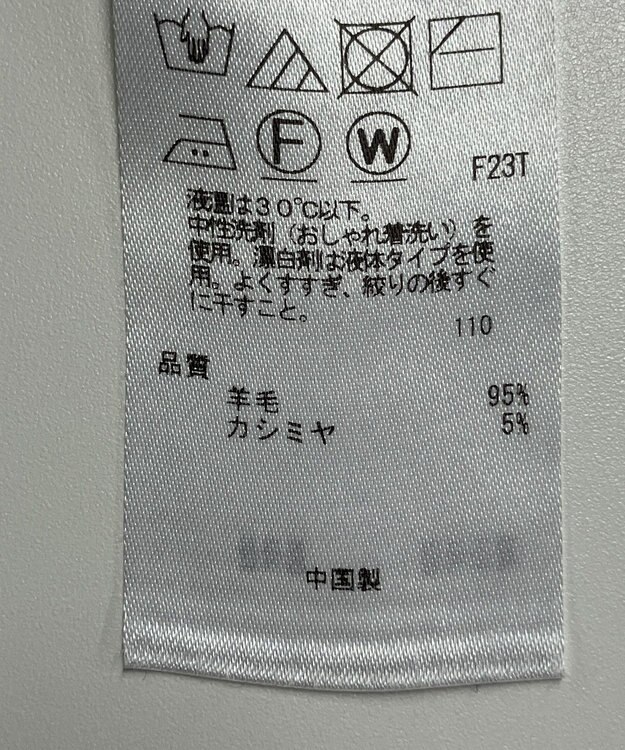 F
W
F23T
液温は30℃以下。
中性洗剤(おしゃれ着洗い)を
使用。漂白剤は液体タイプを使
用。よくすすぎ、絞りの後すぐ
に干すこと。
110
品質
羊毛 95%
カシミヤ 5%
中国製